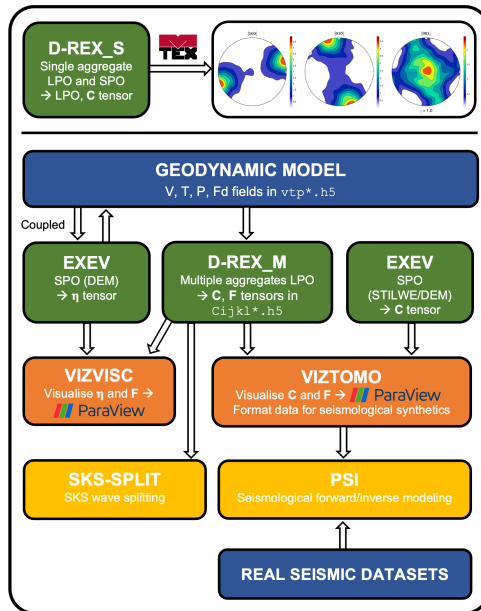 D-REX_S
Single aggregate
LPO and SPO
→ LPO, C tensor
MTEX
[100]
[010]
[001]
GEODYNAMIC MODEL
V, T, P, Fd fields in vtp*.h5
Coupled
EXEV
SPO (DEM)
→ η tensor
D-REX_M
Multiple aggregates LPO
→ C, F tensors in
Cijkl*.h5
EXEV
SPO
(STILWE/DEM)
→ C tensor
VIZVISC
Visualise η and F →
ParaView
VIZTOMO
Visualise C and F → ParaView
Format data for seismological synthetics
SKS-SPLIT
SKS wave splitting
PSI
Seismological forward/inverse modeling
REAL SEISMIC DATASETS